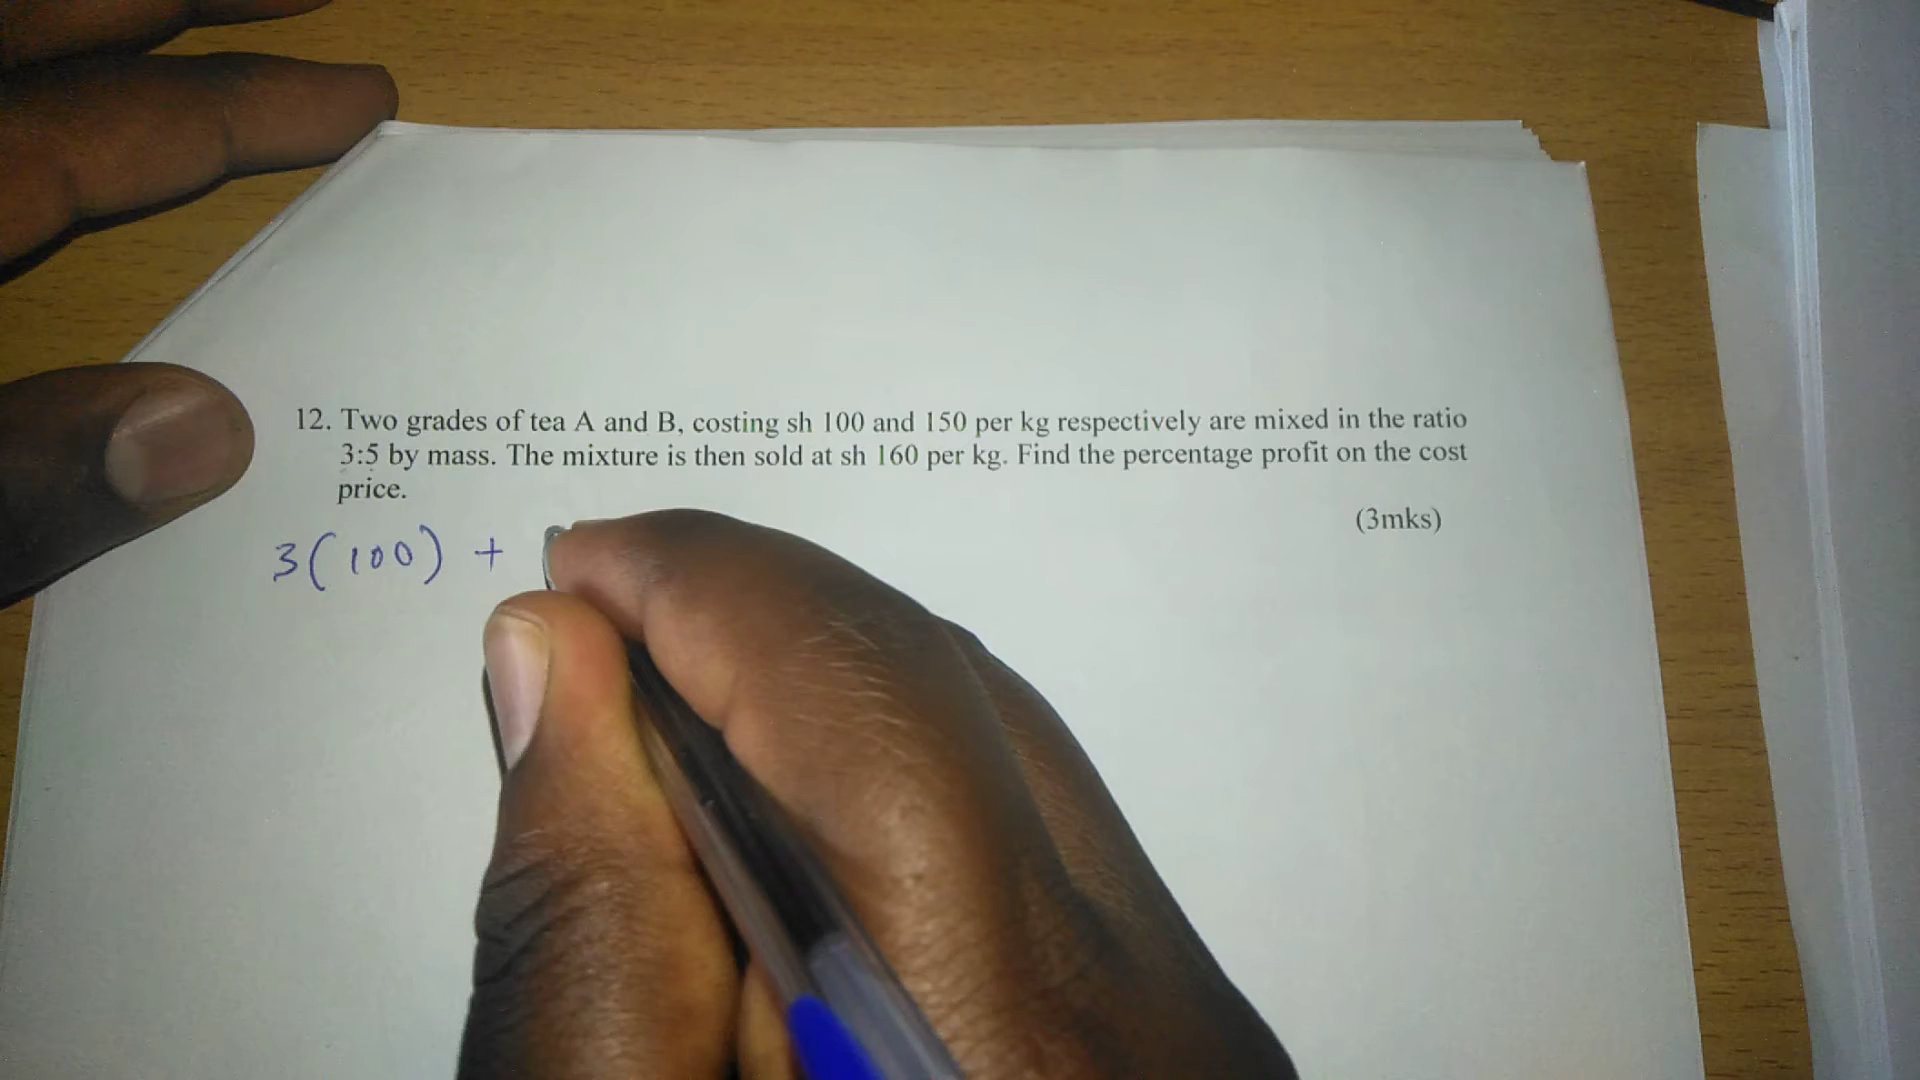 12. Two grades of tea A and B, costing sh 100 and 150 per kg respectively are mixed in the ratio
3:5 by mass. The mixture is then sold at sh 160 per kg. Find the percentage profit on the cost
price.
(3mks)
3(100) +